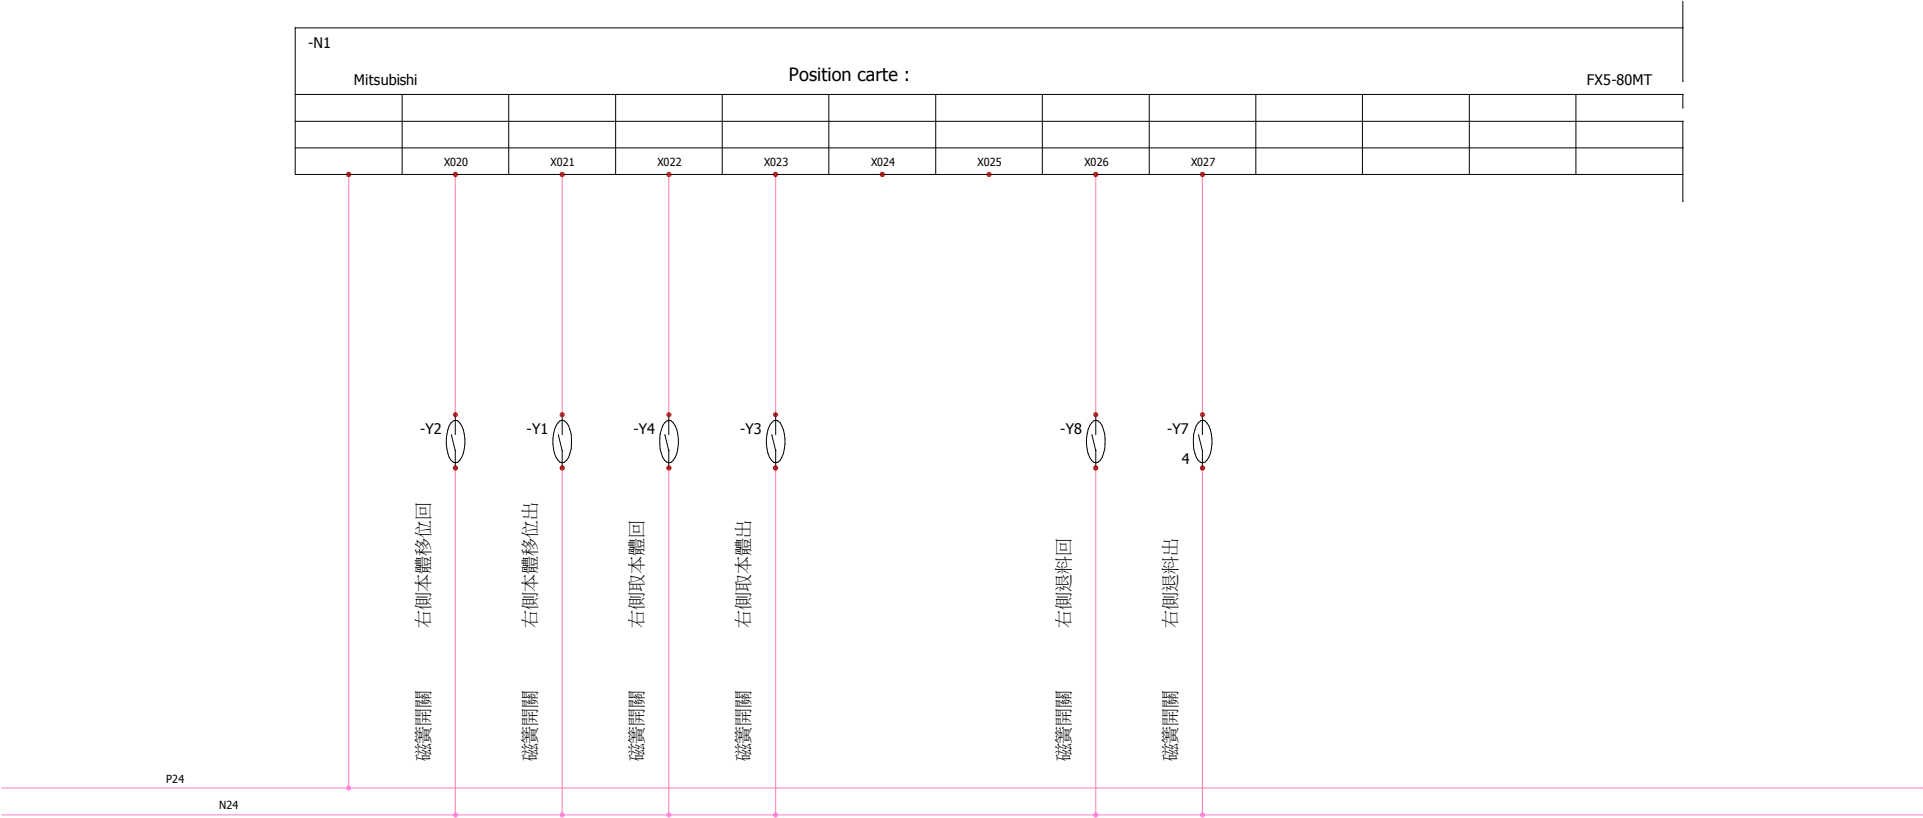 -N1
Mitsubishi
Position carte :
FX5-80MT
X020
X021
X022
X023
X024
X025
X026
X027
-Y2
-Y1
-Y4
-Y3
-Y8
-Y7
4
磁簧開關 右側本體移位回
磁簧開關 右側本體移位出
磁簧開關 右側取本體回
磁簧開關 右側取本體出
磁簧開關 右側退料回
磁簧開關 右側退料出
P24
N24